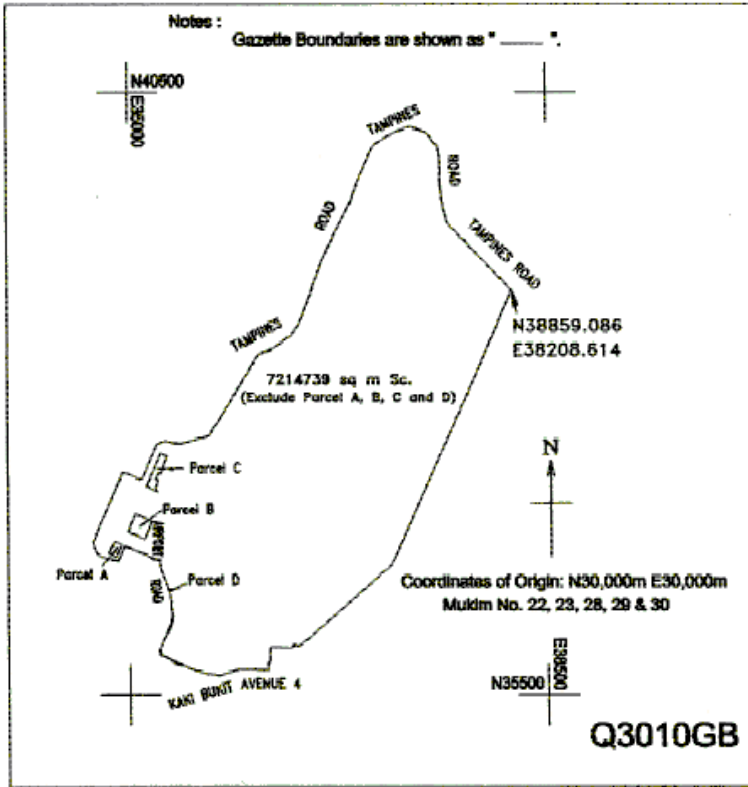 Notes :
Gazette Boundaries are shown as " —— ".
N40500
E35000
TAMPINES
ROAD
ROAD
TAMPINES ROAD
TAMPINES
N38859.086
E38208.614
7214739 sq m Sc.
(Exclude Parcel A, B, C and D)
N
Parcel C
Parcel B
AIRPORT
Parcel A
Parcel D
ROAD
Coordinates of Origin: N30,000m E30,000m
Mukim No. 22, 23, 28, 29 & 30
KAKI BUKIT AVENUE 4
N35500
E38500
Q3010GB